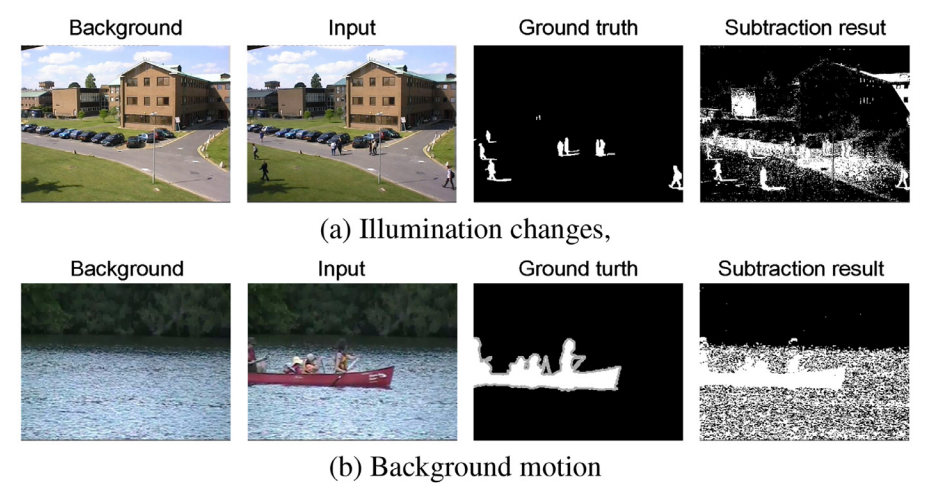 Background Input Ground truth Subtraction resut
(a) Illumination changes,
Background Input Ground turth Subtraction result
(b) Background motion